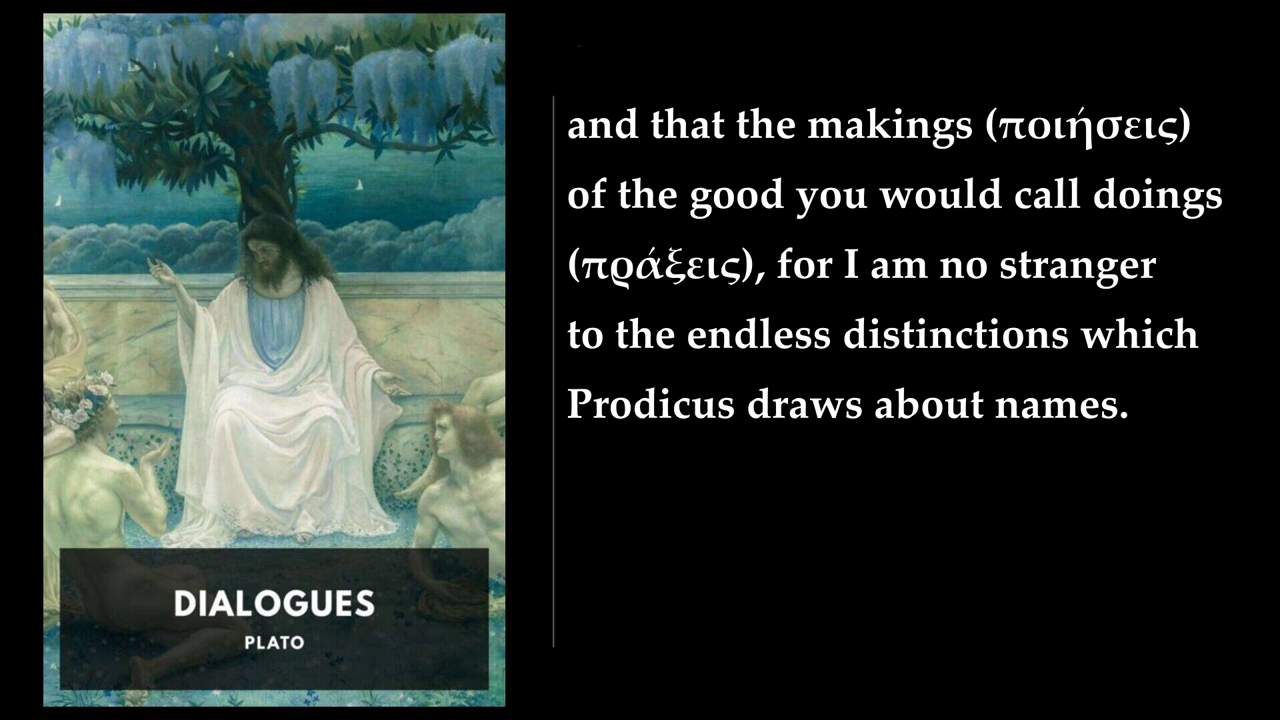 DIALOGUES
PLATO
and that the makings (ποιήσεις)
of the good you would call doings
(πράξεις), for I am no stranger
to the endless distinctions which
Prodicus draws about names.